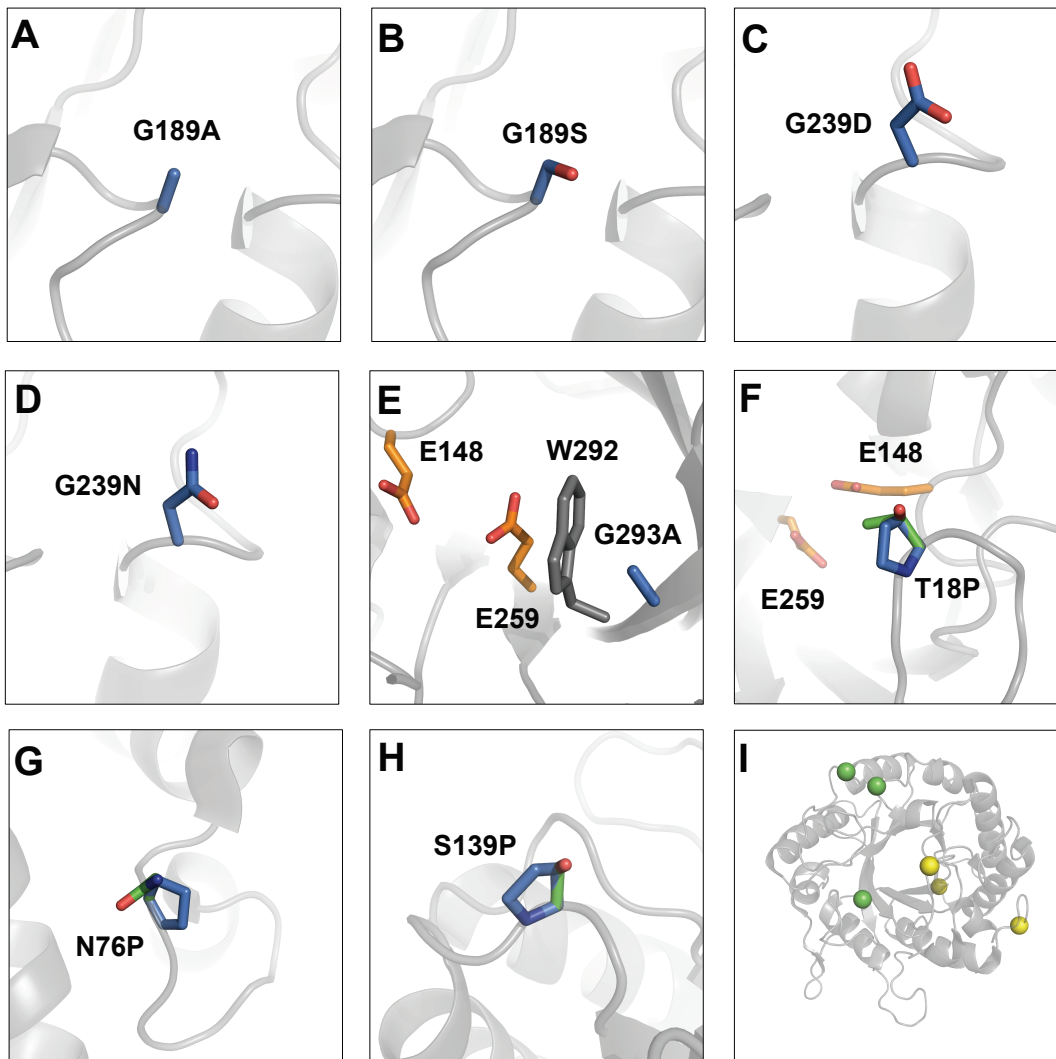 A
G189A
B
G189S
C
G239D
D
G239N
E
E148
W292
G293A
E259
F
E148
E259
T18P
G
N76P
H
S139P
I